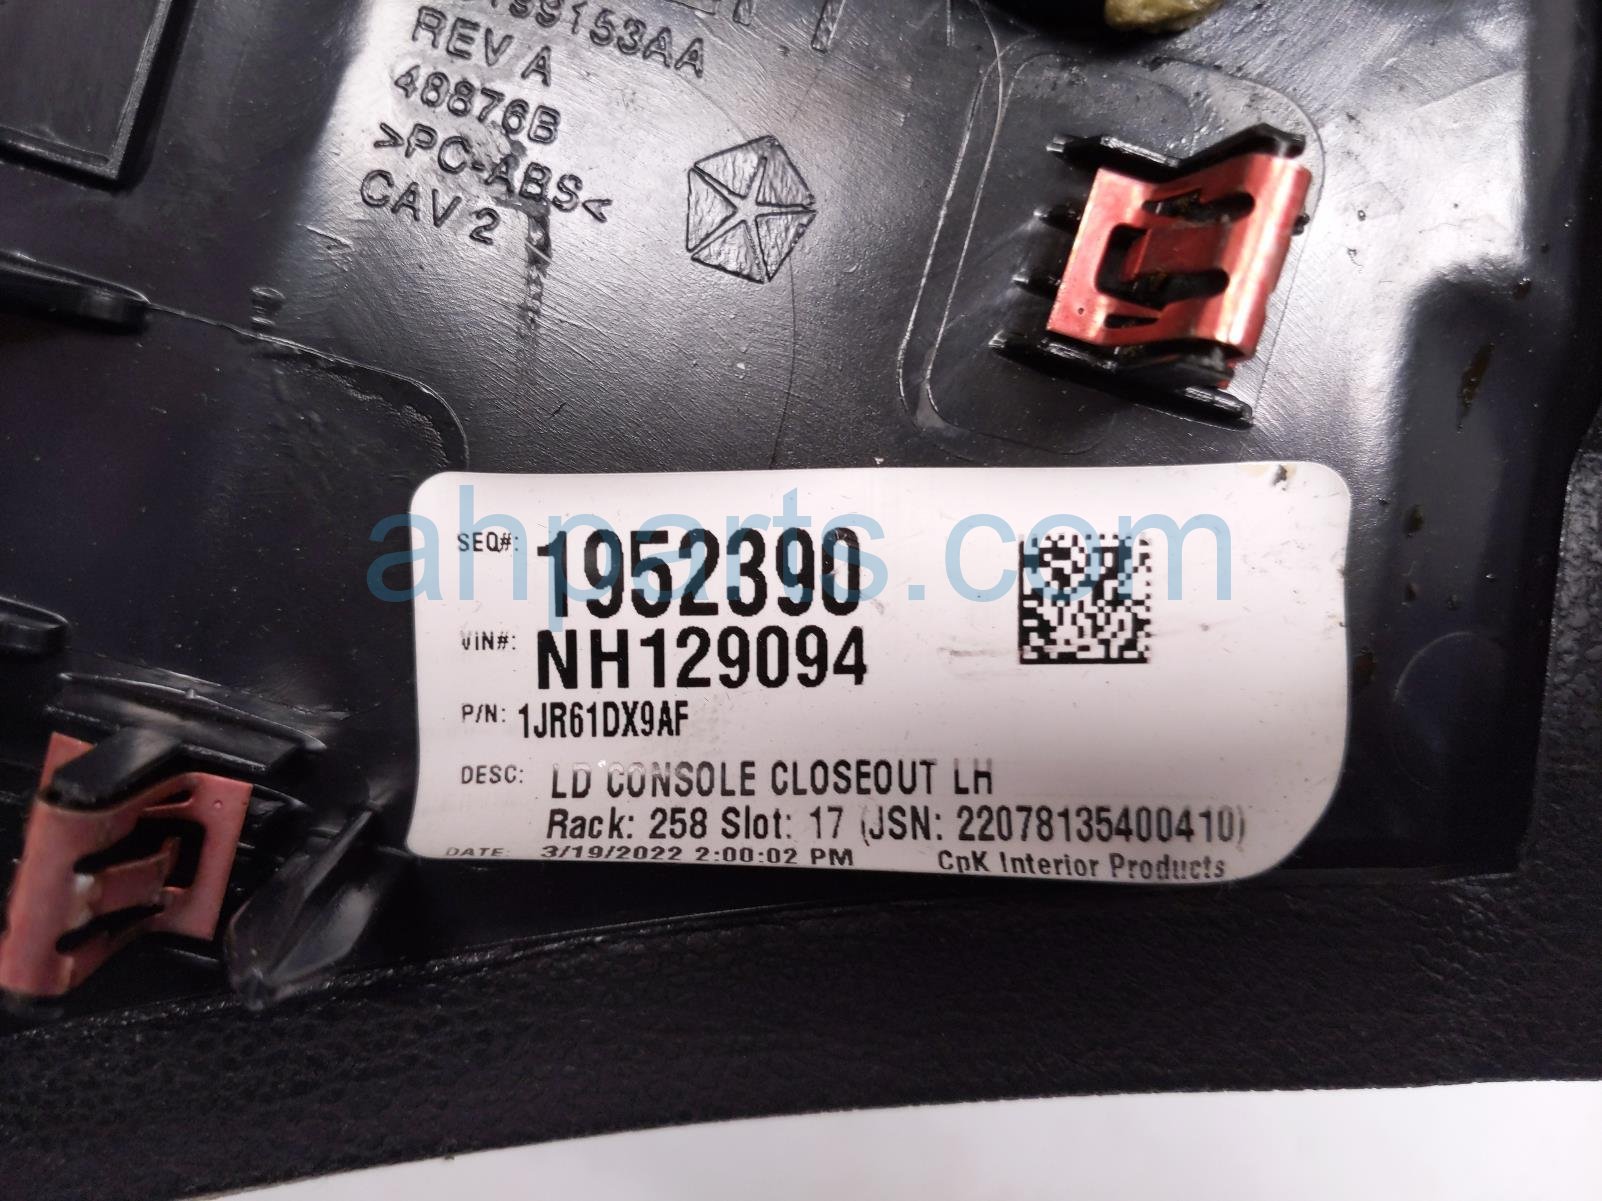 REV A
48876B
>PC-ABS<
CAV 2
ahparts.com
SEQ#: 1952390
VIN#: NH129094
P/N: 1JR61DX9AF
DESC: LD CONSOLE CLOSEOUT LH
Rack: 258 Slot: 17 (JSN: 22078135400410)
DATE: 3/19/2022 2:00:02 PM CpK Interior Products